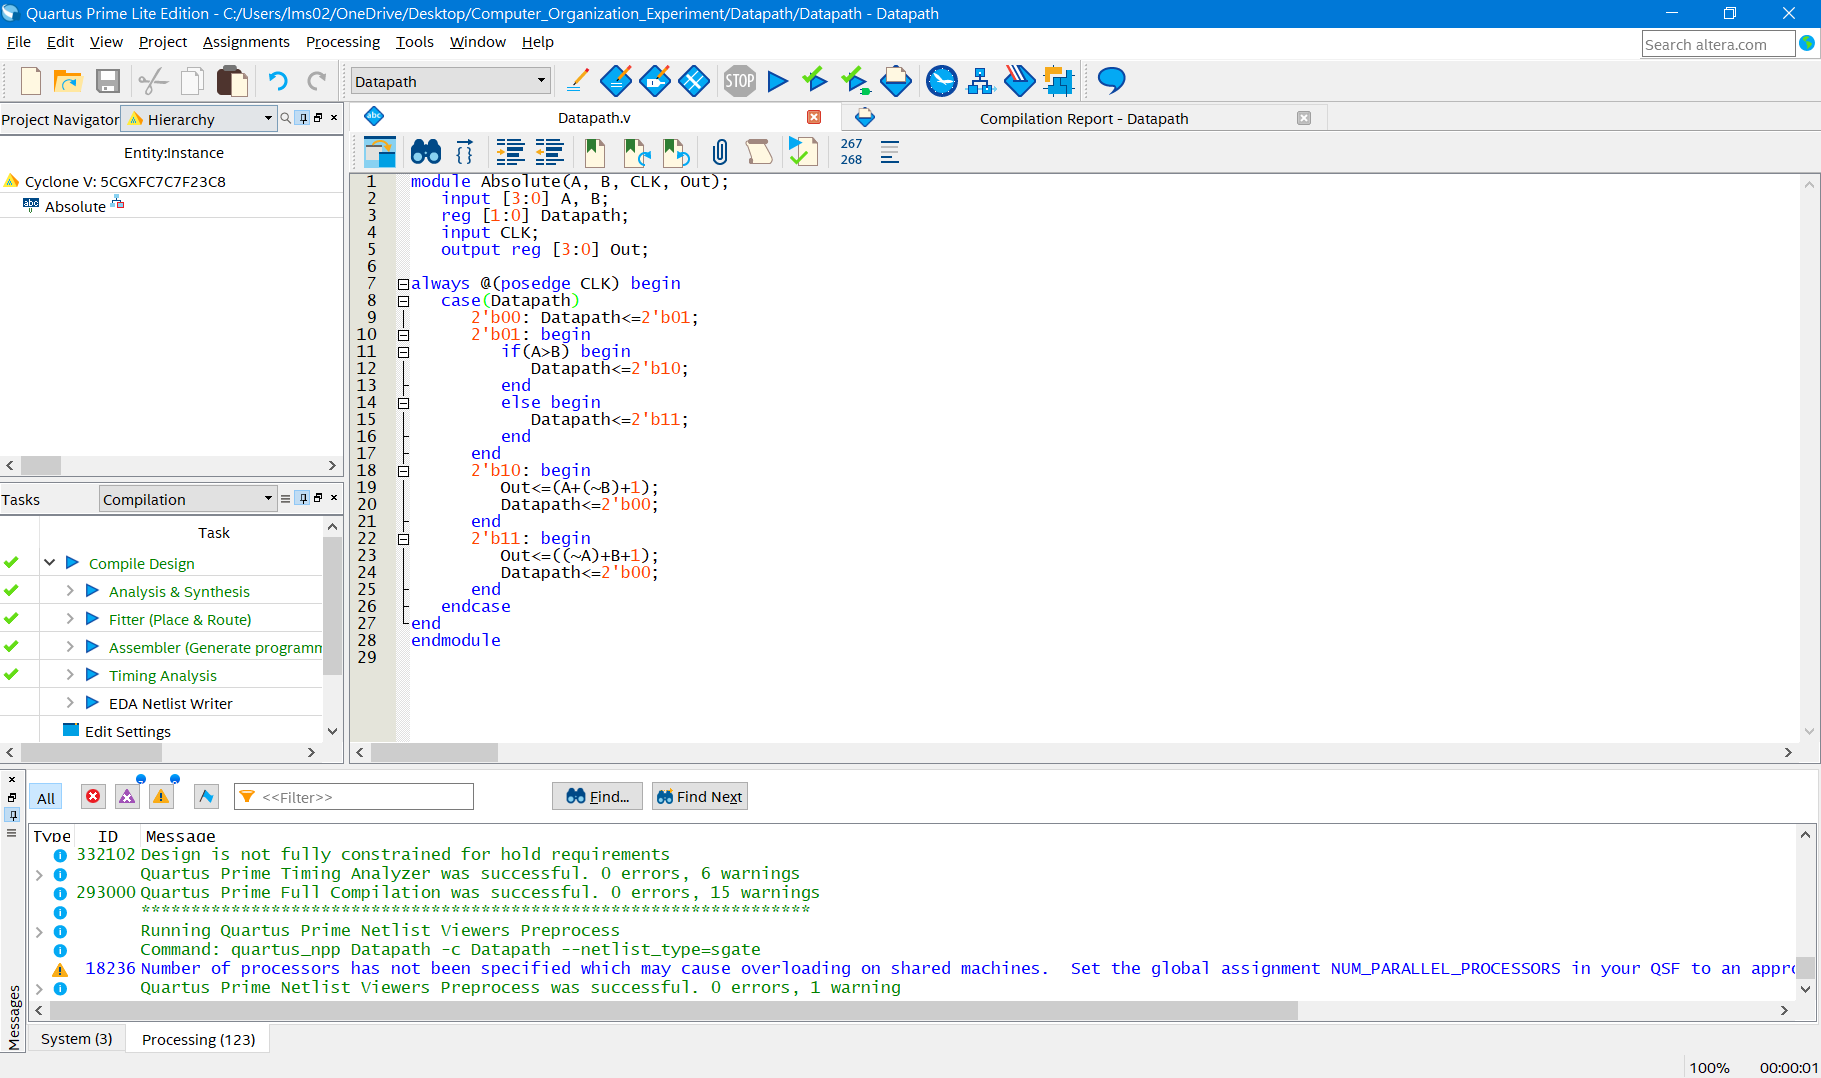 Quartus Prime Lite Edition - C:/Users/lms02/OneDrive/Desktop/Computer_Organization_Experiment/Datapath/Datapath - Datapath
File Edit View Project Assignments Processing Tools Window Help
Search altera.com
Datapath
STOP
Project Navigator Hierarchy
Datapath.v
Compilation Report - Datapath
Entity:Instance
Cyclone V: 5CGXFC7C7F23C8
Absolute
267
268
1 module Absolute(A, B, CLK, Out);
2 input [3:0] A, B;
3 reg [1:0] Datapath;
4 input CLK;
5 output reg [3:0] Out;
6
7 always @(posedge CLK) begin
8 case(Datapath)
9 2'b00: Datapath<=2'b01;
10 2'b01: begin
11 if(A>B) begin
12 Datapath<=2'b10;
13 end
14 else begin
15 Datapath<=2'b11;
16 end
17 end
18 2'b10: begin
19 Out<=(A+(~B)+1);
20 Datapath<=2'b00;
21 end
22 2'b11: begin
23 Out<=((~A)+B+1);
24 Datapath<=2'b00;
25 end
26 endcase
27 end
28 endmodule
29
Tasks Compilation
Task
Compile Design
Analysis & Synthesis
Fitter (Place & Route)
Assembler (Generate programm
Timing Analysis
EDA Netlist Writer
Edit Settings
All
<<Filter>>
Find...
Find Next
Type ID Message
332102 Design is not fully constrained for hold requirements
Quartus Prime Timing Analyzer was successful. 0 errors, 6 warnings
293000 Quartus Prime Full Compilation was successful. 0 errors, 15 warnings
*******************************************************************
Running Quartus Prime Netlist Viewers Preprocess
Command: quartus_npp Datapath -c Datapath --netlist_type=sgate
18236 Number of processors has not been specified which may cause overloading on shared machines.  Set the global assignment NUM_PARALLEL_PROCESSORS in your QSF to an appro
Quartus Prime Netlist Viewers Preprocess was successful. 0 errors, 1 warning
Messages
System (3)
Processing (123)
100% 00:00:01